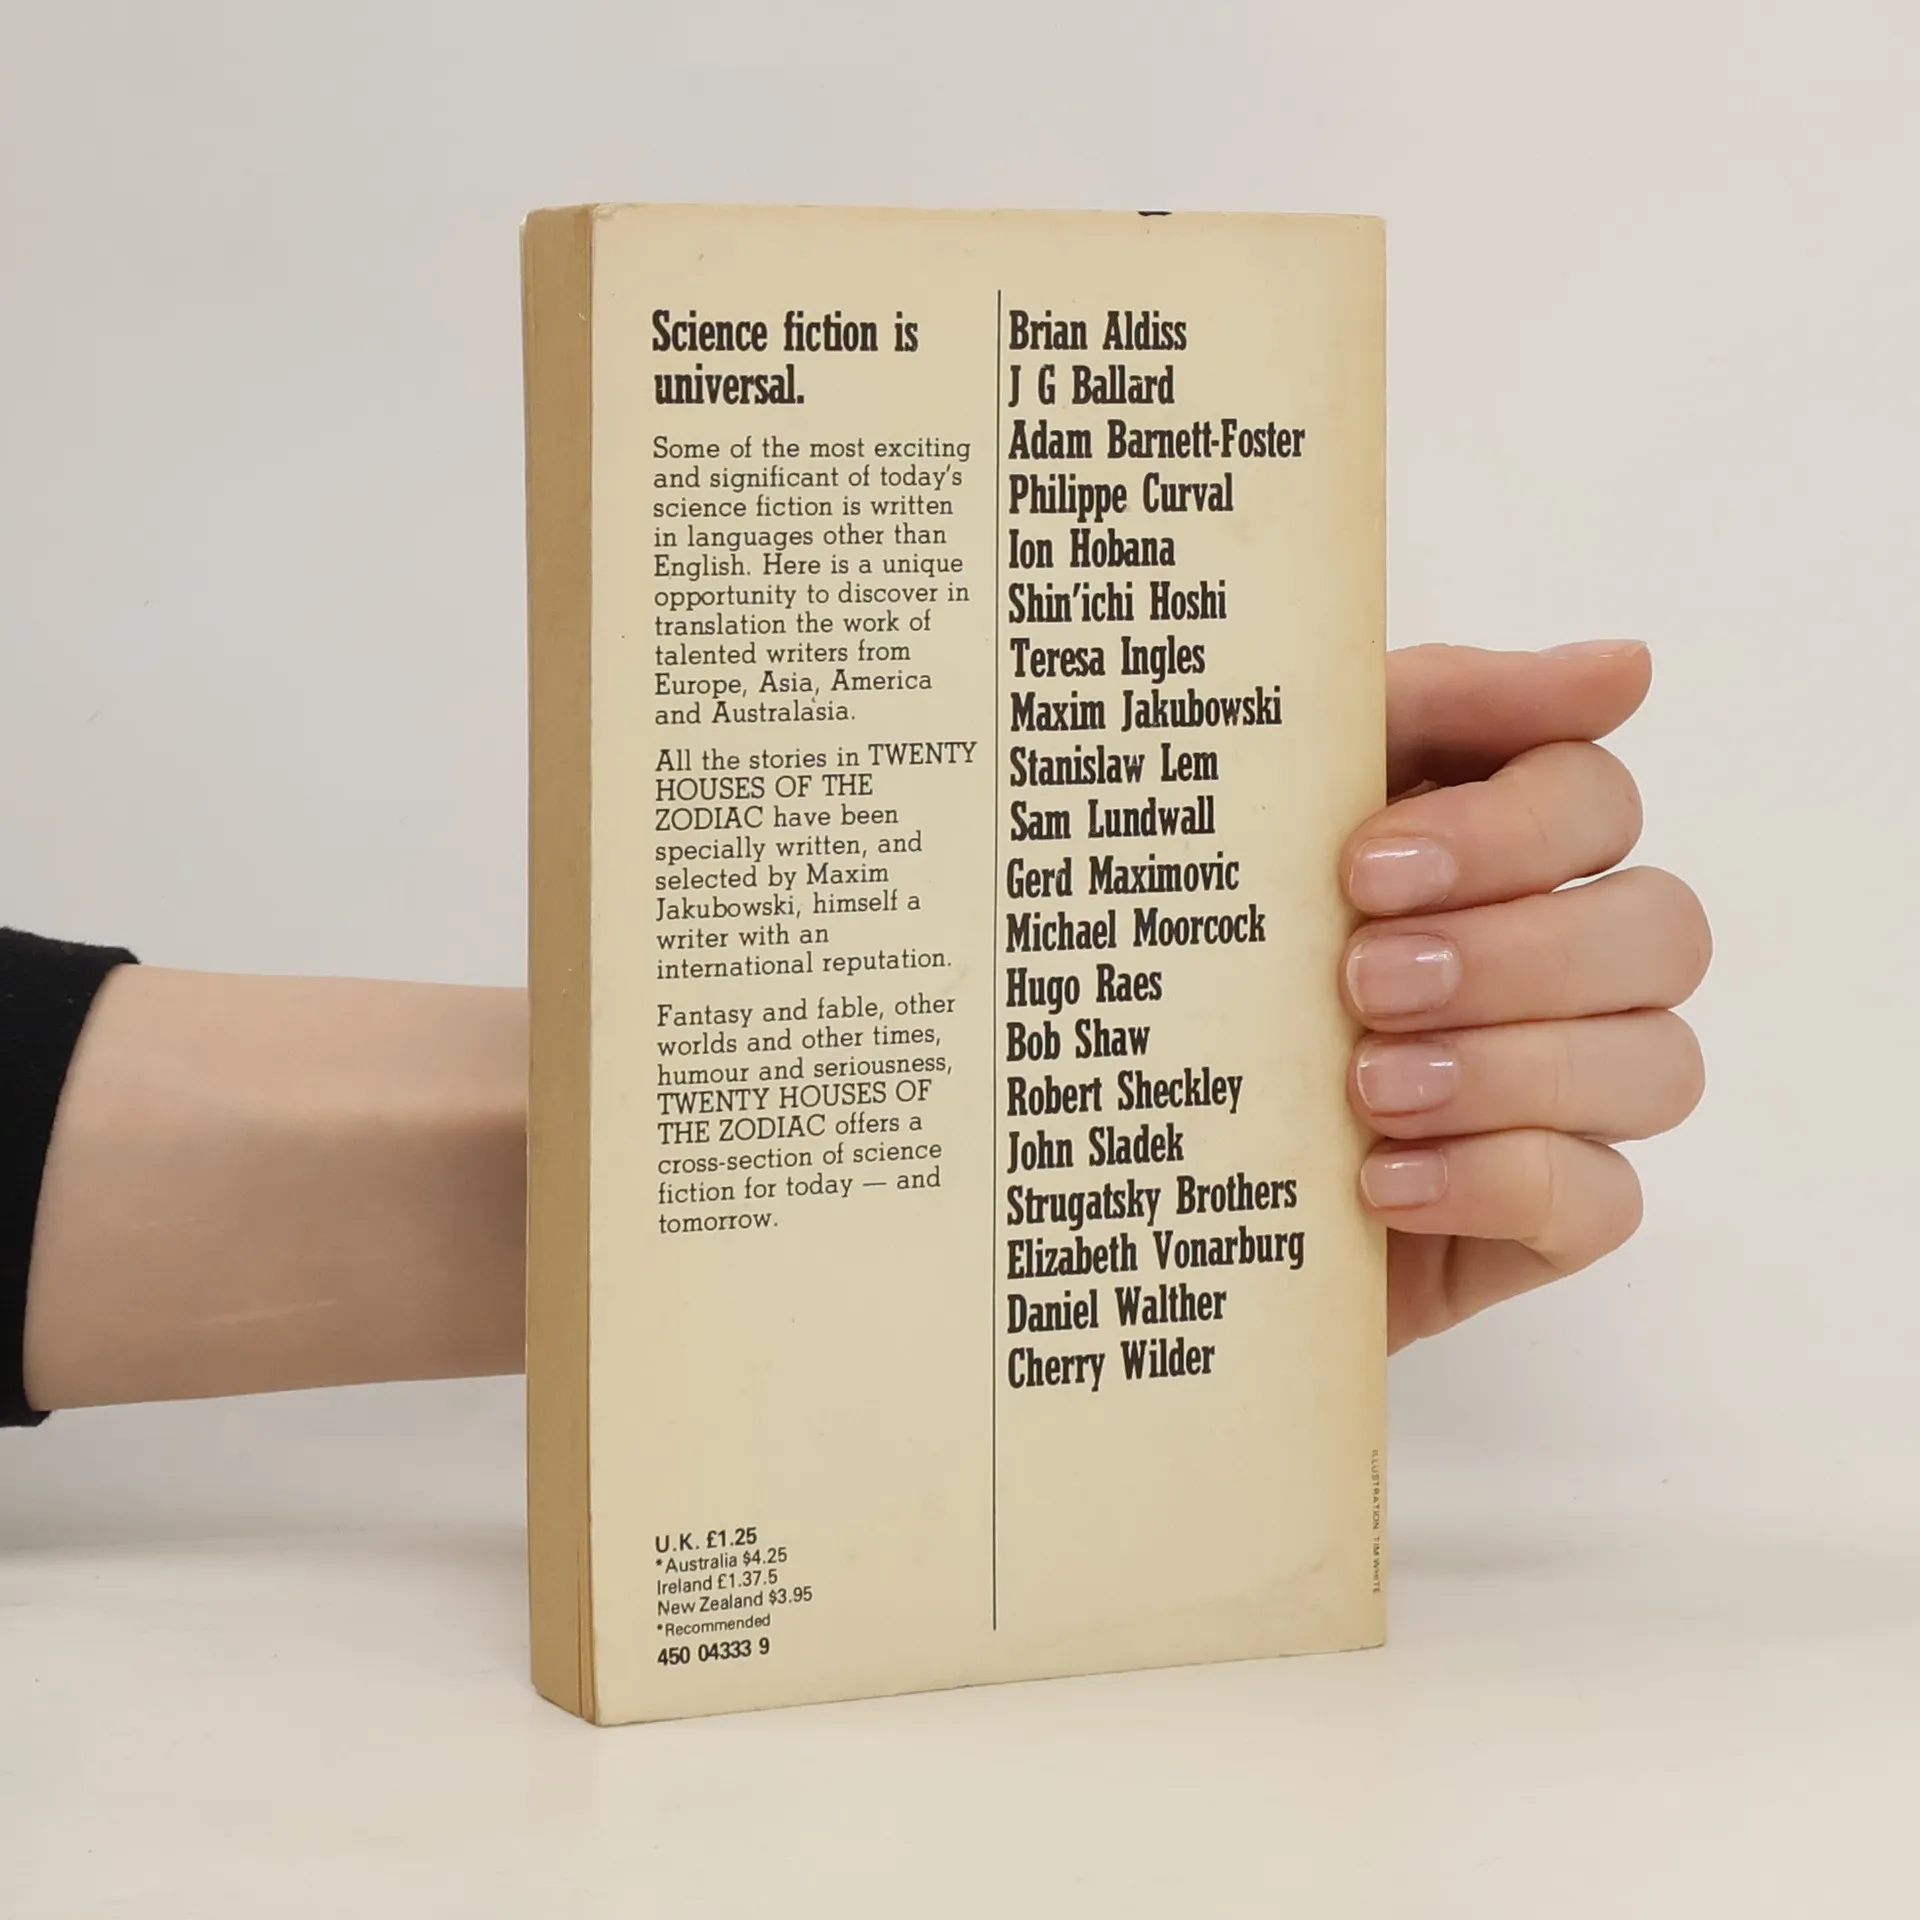 Science fiction is
universal.
Some of the most exciting
and significant of today's
science fiction is written
in languages other than
English. Here is a unique
opportunity to discover in
translation the work of
talented writers from
Europe, Asia, America
and Australasia.
All the stories in TWENTY
HOUSES OF THE
ZODIAC have been
specially written, and
selected by Maxim
Jakubowski, himself a
writer with an
international reputation.
Fantasy and fable, other
worlds and other times,
humour and seriousness,
TWENTY HOUSES OF
THE ZODIAC offers a
cross-section of science
fiction for today — and
tomorrow.
U.K. £1.25
*Australia $4.25
Ireland £1.37.5
New Zealand $3.95
*Recommended
450 04333 9
Brian Aldiss
J G Ballard
Adam Barnett-Foster
Philippe Curval
Ion Hobana
Shin'ichi Hoshi
Teresa Ingles
Maxim Jakubowski
Stanislaw Lem
Sam Lundwall
Gerd Maximovic
Michael Moorcock
Hugo Raes
Bob Shaw
Robert Sheckley
John Sladek
Strugatsky Brothers
Elizabeth Vonarburg
Daniel Walther
Cherry Wilder
ILLUSTRATION TIM WHITE